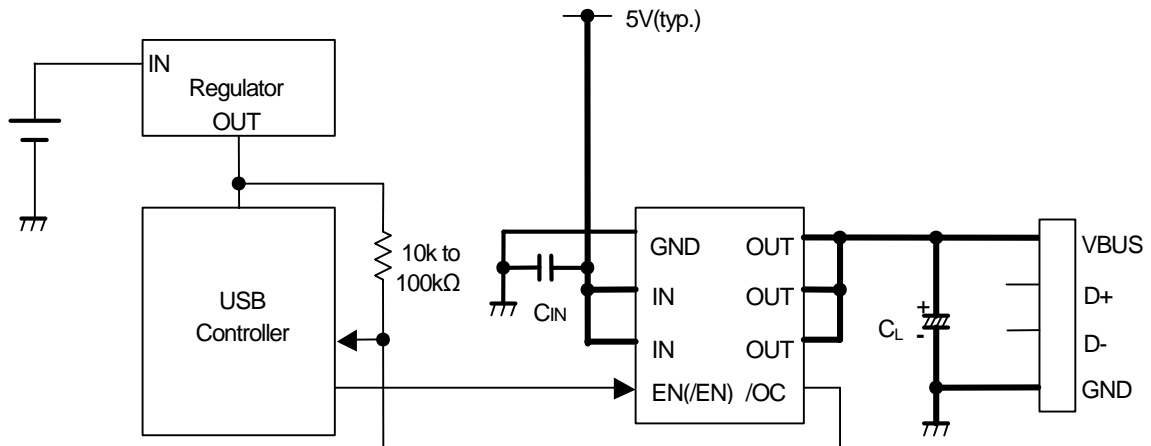 5V(typ.)
IN
Regulator
OUT
10k to
100kΩ
USB
Controller
CIN
GND OUT
IN OUT
IN OUT
EN(/EN) /OC
+
CL
-
VBUS
D+
D-
GND